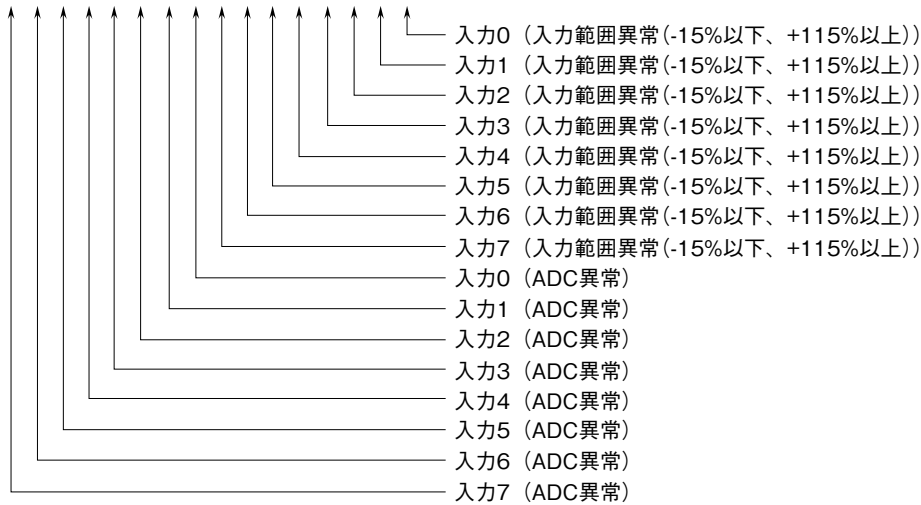 入力0（入力範囲異常（-15%以下、+115%以上））
入力1（入力範囲異常（-15%以下、+115%以上））
入力2（入力範囲異常（-15%以下、+115%以上））
入力3（入力範囲異常（-15%以下、+115%以上））
入力4（入力範囲異常（-15%以下、+115%以上））
入力5（入力範囲異常（-15%以下、+115%以上））
入力6（入力範囲異常（-15%以下、+115%以上））
入力7（入力範囲異常（-15%以下、+115%以上））
入力0（ADC異常）
入力1（ADC異常）
入力2（ADC異常）
入力3（ADC異常）
入力4（ADC異常）
入力5（ADC異常）
入力6（ADC異常）
入力7（ADC異常）